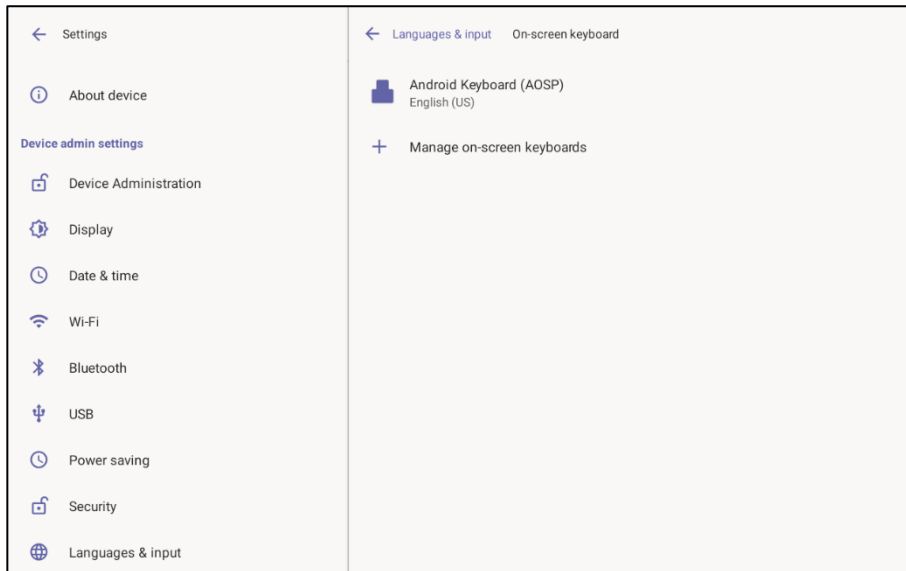 Settings
About device
Device admin settings
Device Administration
Display
Date & time
Wi-Fi
Bluetooth
USB
Power saving
Security
Languages & input
Languages & input On-screen keyboard
Android Keyboard (AOSP)
English (US)
Manage on-screen keyboards